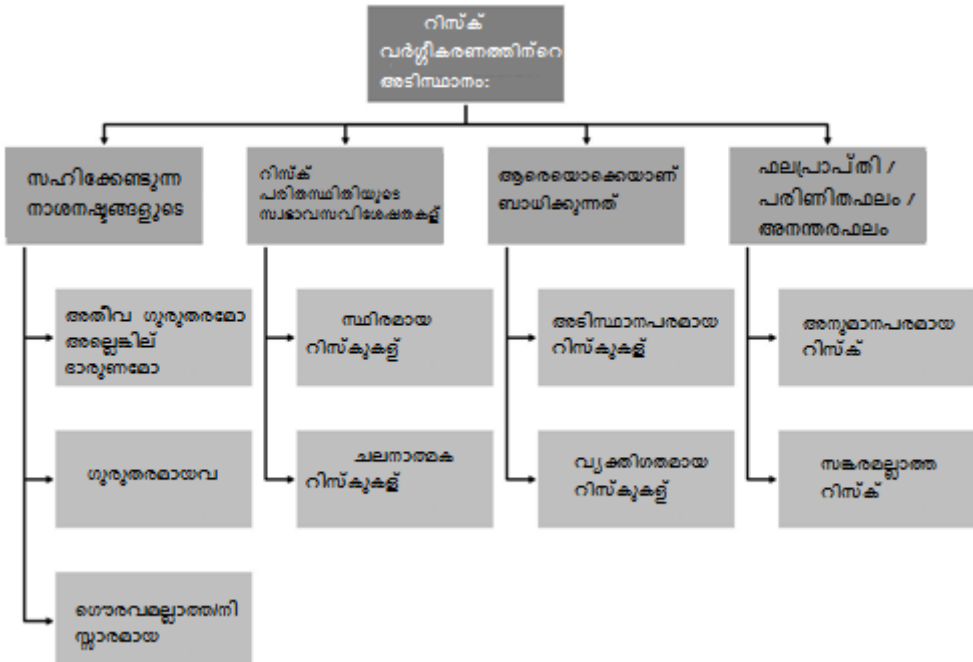 റിസ്ക്
വർഗ്ഗീകരണത്തിന്റെ
അടിസ്ഥാനം:
സഹിക്കേണ്ടുന്ന
നാശനഷ്ടങ്ങളുടെ
റിസ്ക്
പരിതസ്ഥിതിയുടെ
സ്വഭാവസവിശേഷതകള്
ആരെയൊക്കെയാണ്
ബാധിക്കുന്നത്
ഫലപ്രാപ്തി /
പരിണിതഫലം /
അനന്തരഫലം
അതീവ ഗുരുതരമോ
അല്ലെങ്കില്
ദാരുണമോ
സ്ഥിരമായ
റിസ്കുകള്
അടിസ്ഥാനപരമായ
റിസ്കുകള്
അനുമാനപരമായ
റിസ്ക്
ഗുരുതരമായവ
ചലനാത്മക
റിസ്കുകള്
വ്യക്തിഗതമായ
റിസ്കുകള്
സങ്കരമല്ലാത്ത
റിസ്ക്
ഗൌരവമല്ലാത്ത/നി
സ്സാരമായ